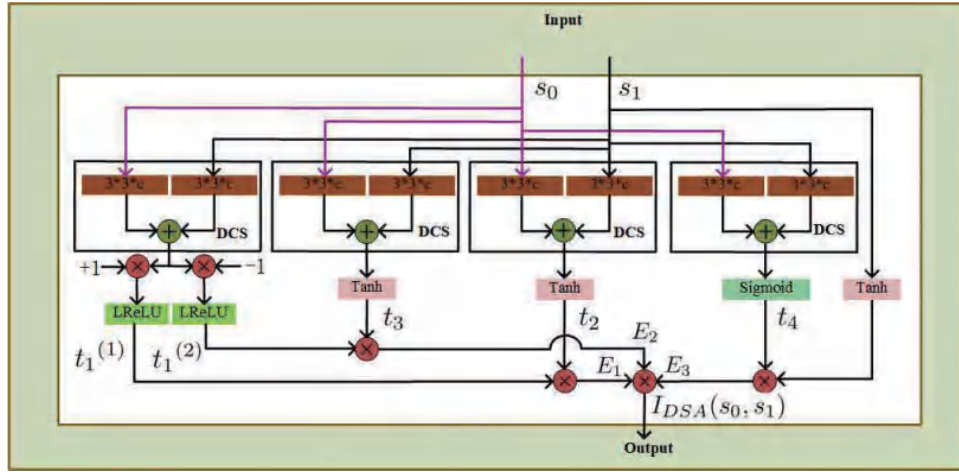 Input
s₀ s₁
3*3*c 3*3*c 3*3*c 3*3*c 3*3*c 3*3*c 3*3*c 3*3*c
+ DCS + DCS + DCS + DCS
+1 × × −1
Tanh Tanh Sigmoid Tanh
LReLU LReLU
t₃ t₂ t₄
t₁⁽¹⁾ t₁⁽²⁾ × E₂
× E₁ × E₃ ×
I_DSA(s₀, s₁)
Output